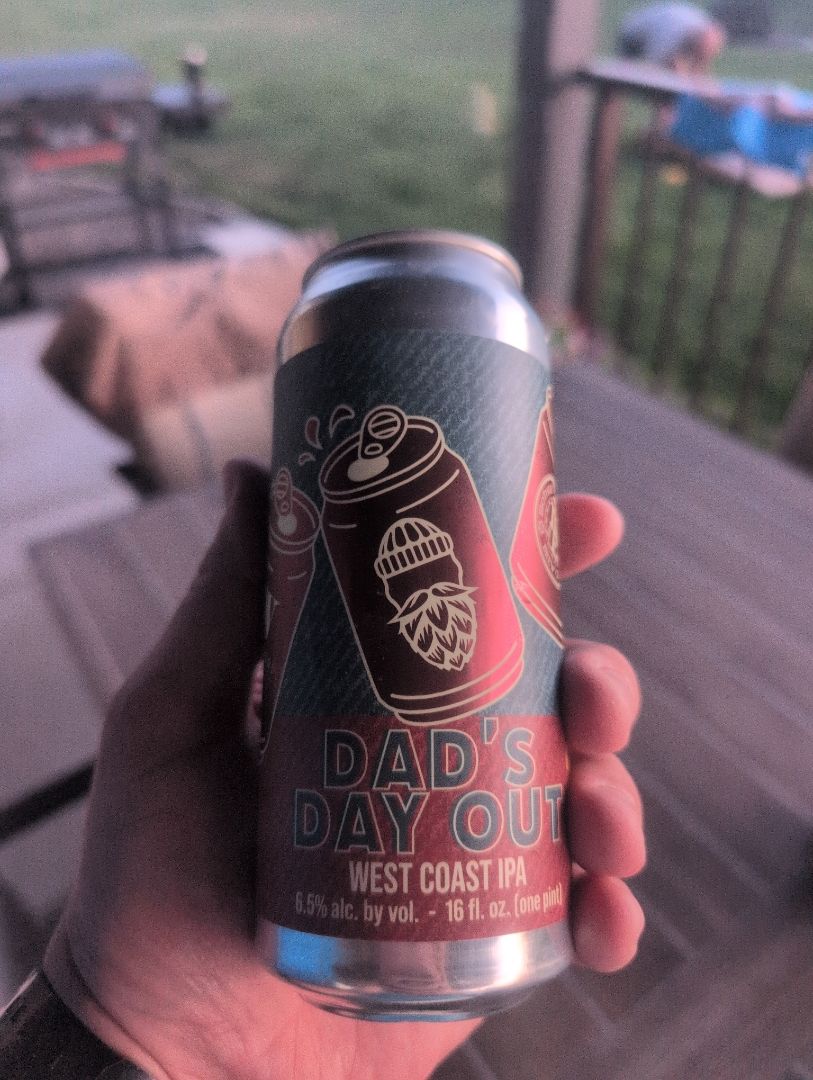 DAD'S
DAY OUT
WEST COAST IPA
6.5% alc. by vol. - 16 fl. oz. (one pint)